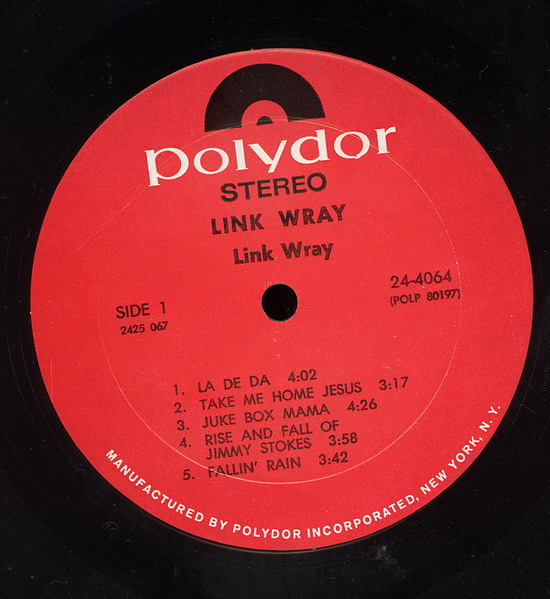 polydor
STEREO
LINK WRAY
Link Wray
SIDE 1
2425 067
24-4064
(POLP 80197)
1. LA DE DA 4:02
2. TAKE ME HOME JESUS 3:17
3. JUKE BOX MAMA 4:26
4. RISE AND FALL OF
JIMMY STOKES 3:58
5. FALLIN' RAIN 3:42
MANUFACTURED BY POLYDOR INCORPORATED, NEW YORK, N. Y.